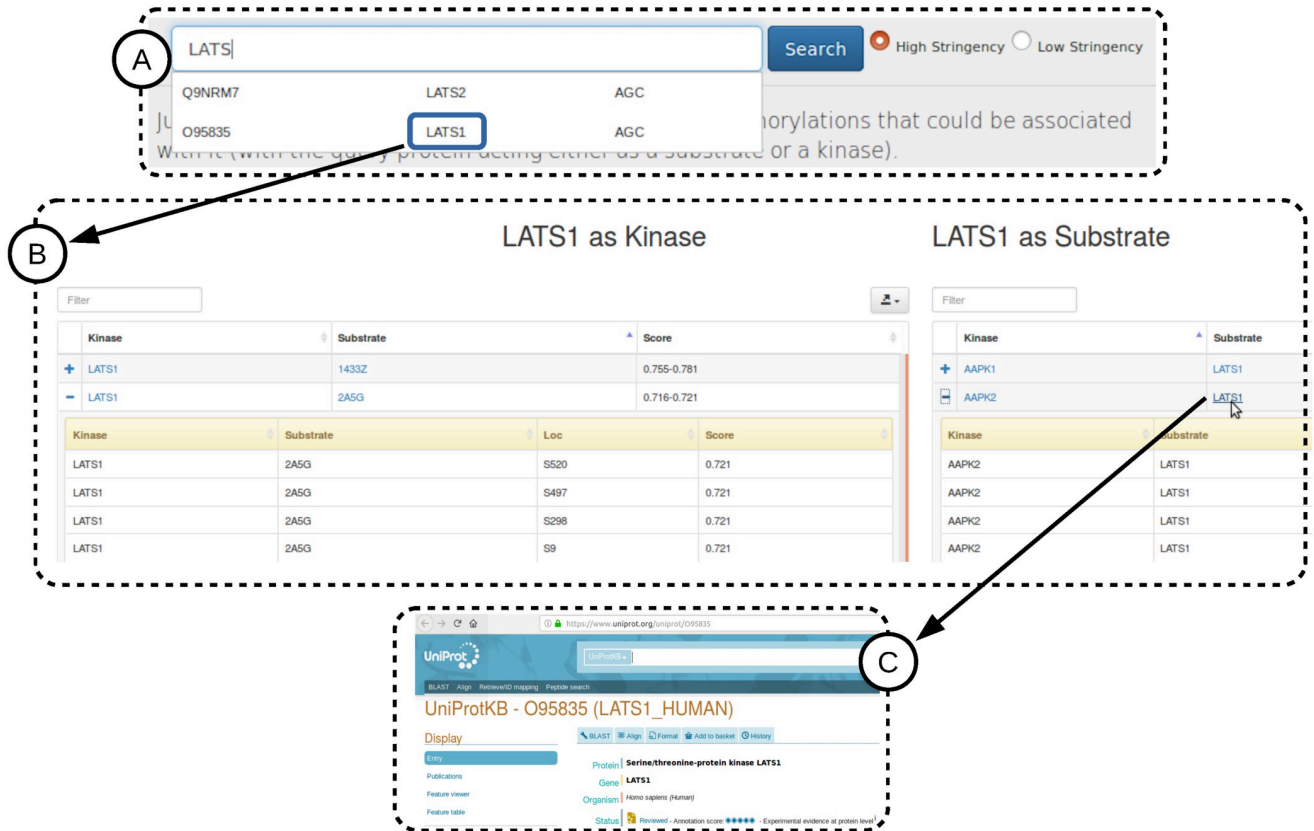 A
LATS
Search
High Stringency
Low Stringency
Q9NRM7 LATS2 AGC
O95835 LATS1 AGC
Ju
horylations that could be associated
with it (with the query protein acting either as a substrate or a kinase).
B
LATS1 as Kinase
LATS1 as Substrate
Filter
Kinase Substrate Score
+ LATS1 1433Z 0.755-0.781
− LATS1 2A5G 0.716-0.721
Kinase Substrate Loc Score
LATS1 2A5G S520 0.721
LATS1 2A5G S497 0.721
LATS1 2A5G S298 0.721
LATS1 2A5G S9 0.721
Filter
Kinase Substrate
+ AAPK1 LATS1
− AAPK2 LATS1
Kinase Substrate
AAPK2 LATS1
AAPK2 LATS1
AAPK2 LATS1
AAPK2 LATS1
C
https://www.uniprot.org/uniprot/O95835
UniProt
UniProtKB
BLAST Align Retrieve/ID mapping Peptide search
UniProtKB - O95835 (LATS1_HUMAN)
Display
Entry
Publications
Feature viewer
Feature table
BLAST Align Format Add to basket History
Protein Serine/threonine-protein kinase LATS1
Gene LATS1
Organism Homo sapiens (Human)
Status Reviewed - Annotation score: - Experimental evidence at protein level i